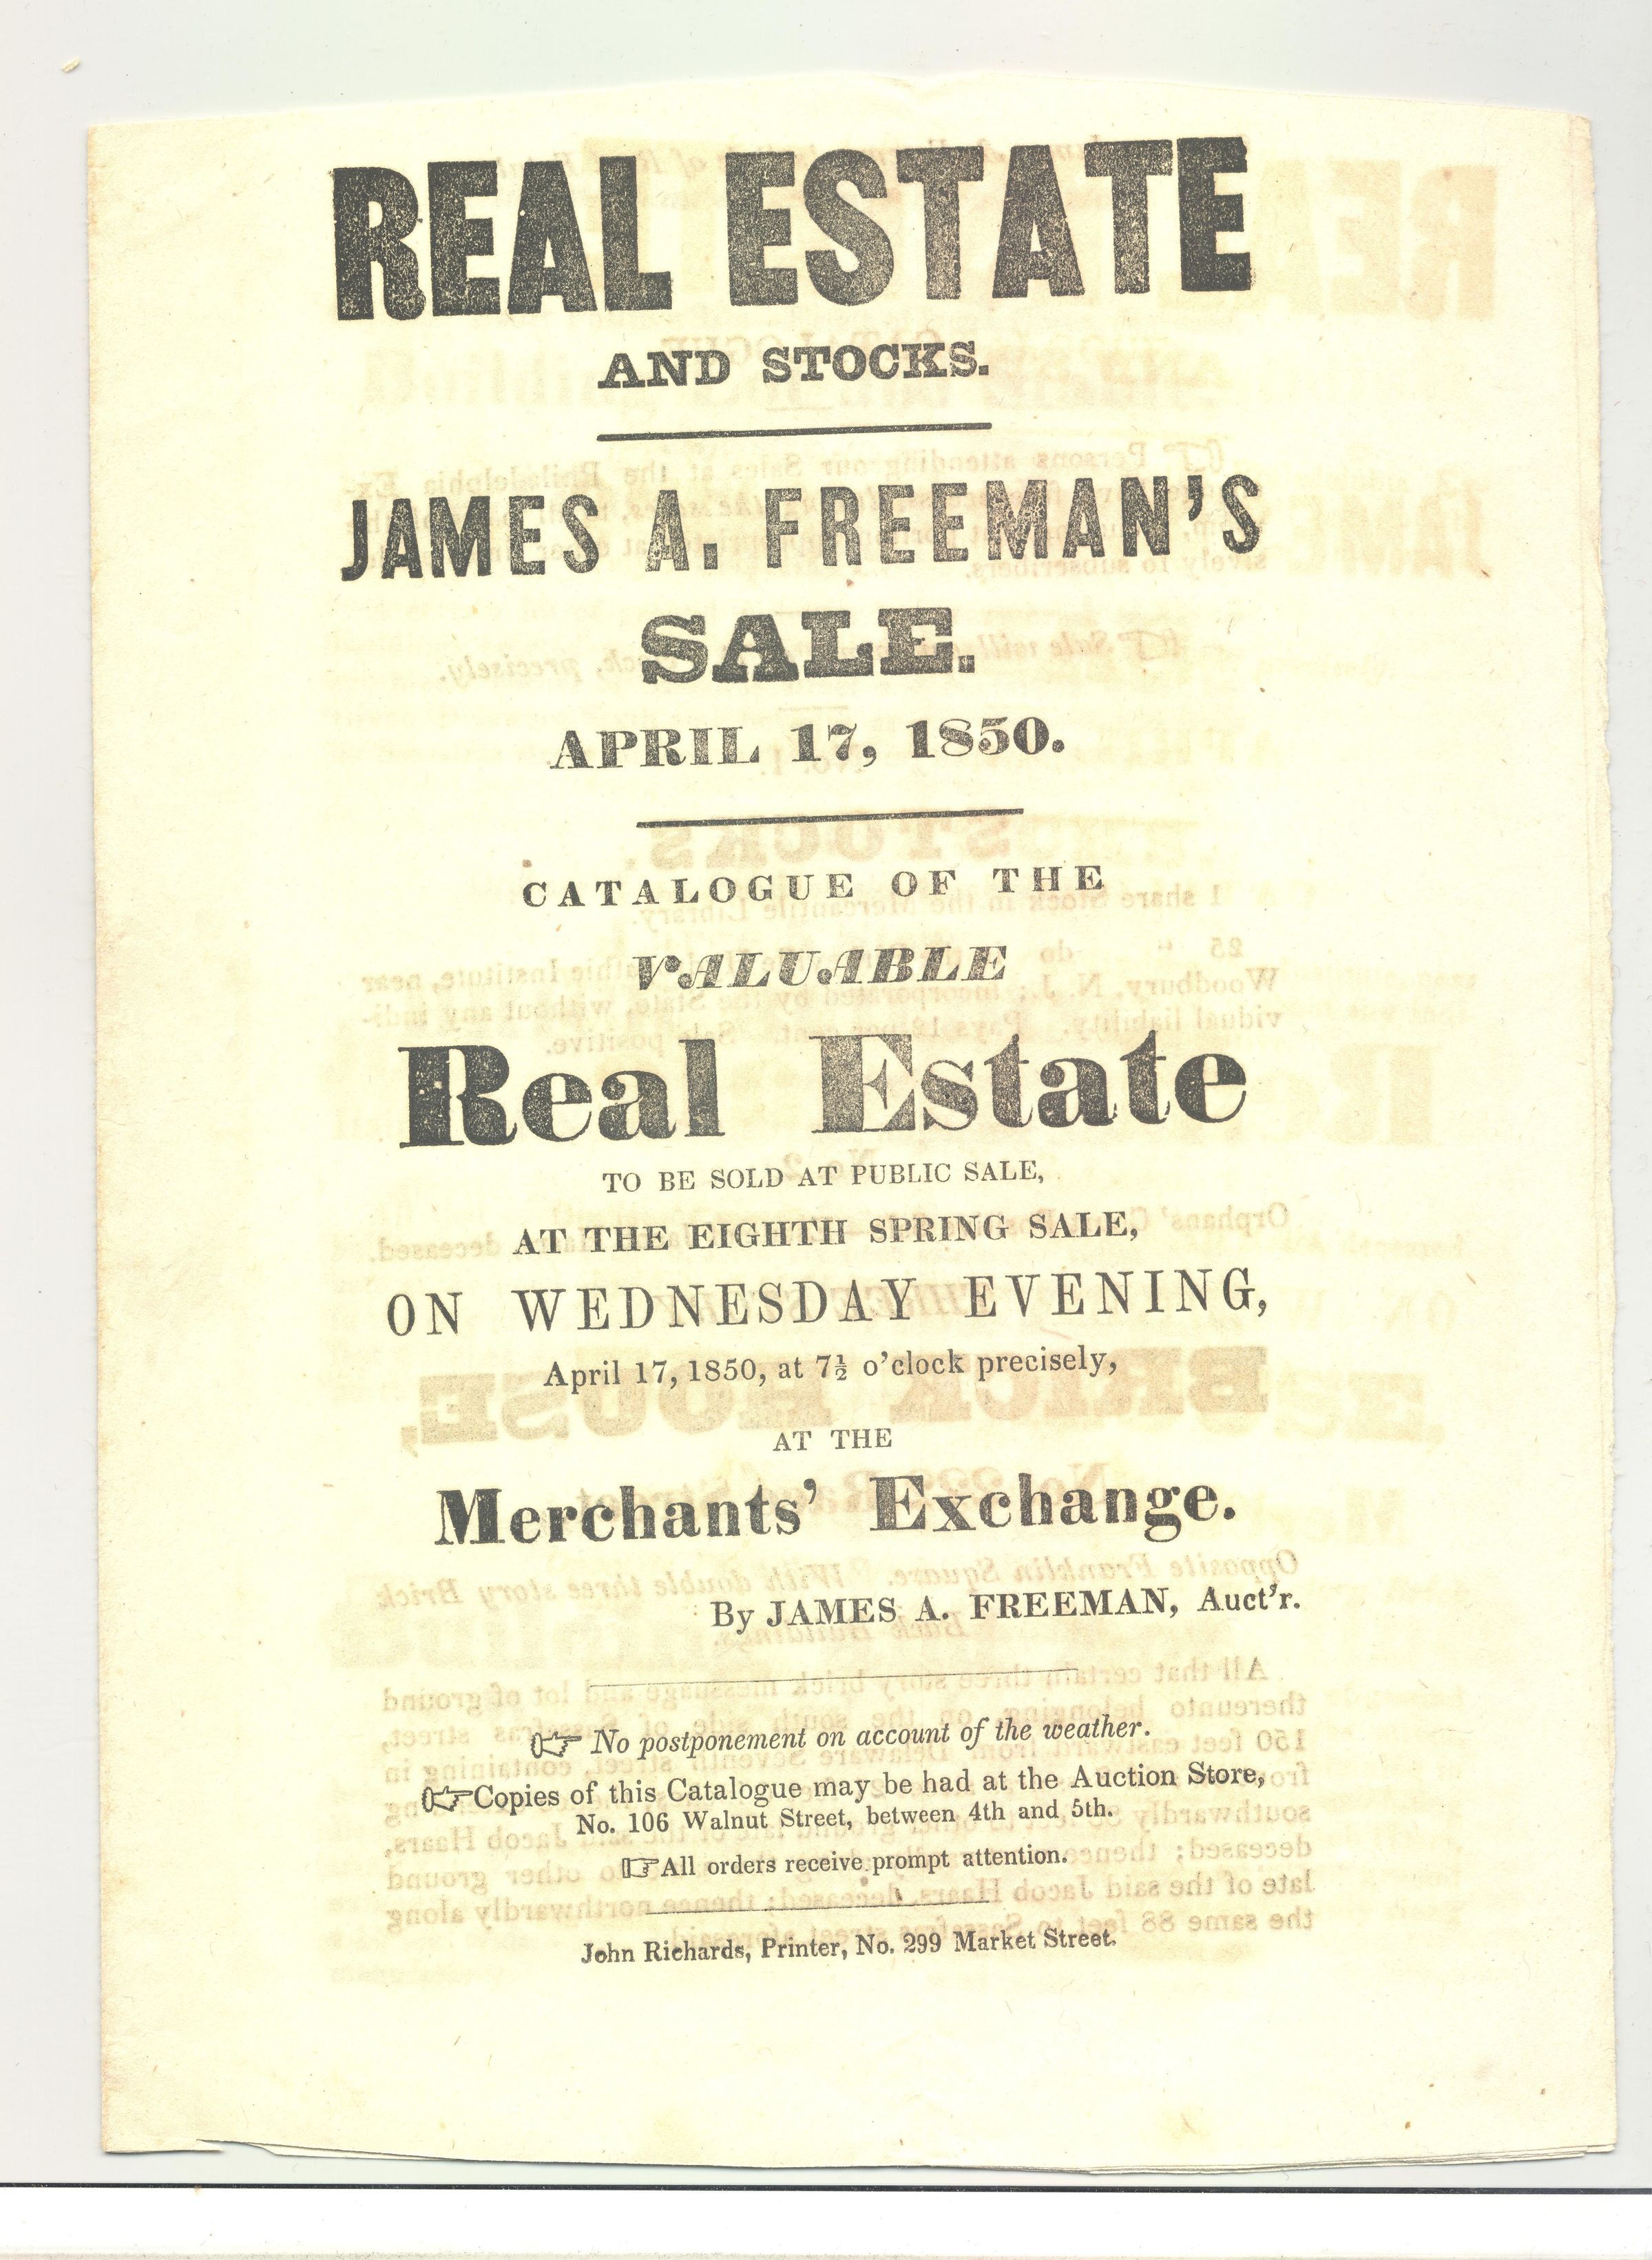 REAL ESTATE
AND STOCKS.
JAMES A. FREEMAN'S
SALE.
APRIL 17, 1850.
CATALOGUE OF THE
VALUABLE
Real Estate
TO BE SOLD AT PUBLIC SALE,
AT THE EIGHTH SPRING SALE,
ON WEDNESDAY EVENING,
April 17, 1850, at 7½ o'clock precisely,
AT THE
Merchants' Exchange.
By JAMES A. FREEMAN, Auct'r.
☞ No postponement on account of the weather.
☞Copies of this Catalogue may be had at the Auction Store,
No. 106 Walnut Street, between 4th and 5th.
☞All orders receive prompt attention.
John Richards, Printer, No. 299 Market Street.